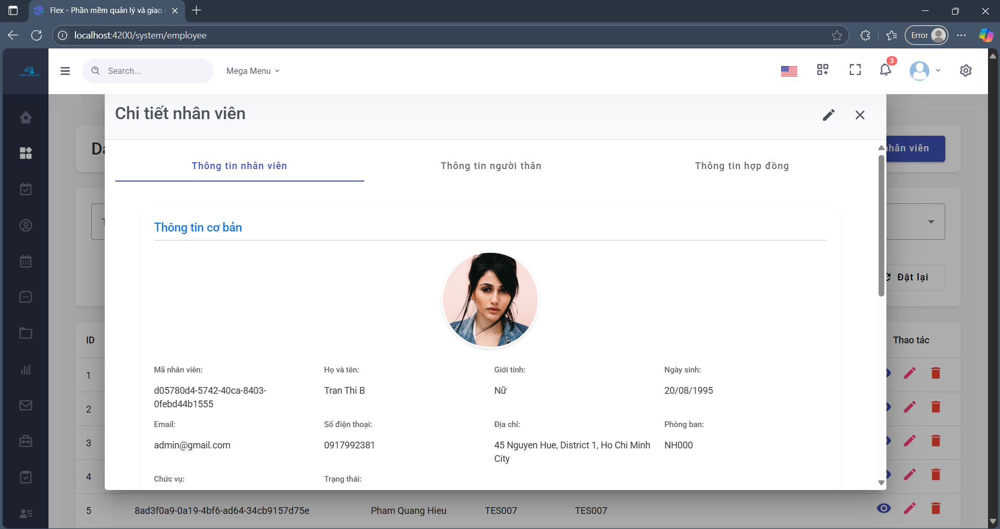 Flex - Phần mềm quản lý và giao
localhost:4200/system/employee
Error
Search...
Mega Menu
3
Chi tiết nhân viên
nhân viên
Thông tin nhân viên
Thông tin người thân
Thông tin hợp đồng
Thông tin cơ bản
Đặt lại
ID
Thao tác
Mã nhân viên:
Họ và tên:
Giới tính:
Ngày sinh:
1
d05780d4-5742-40ca-8403-
0febd44b1555
Tran Thi B
Nữ
20/08/1995
2
Email:
Số điện thoại:
Địa chỉ:
Phòng ban:
3
admin@gmail.com
0917992381
45 Nguyen Hue, District 1, Ho Chi Minh
City
NH000
4
Chức vụ:
Trạng thái:
5
8ad3f0a9-0a19-4bf6-ad64-34cb9157d75e
Pham Quang Hieu
TES007
TES007